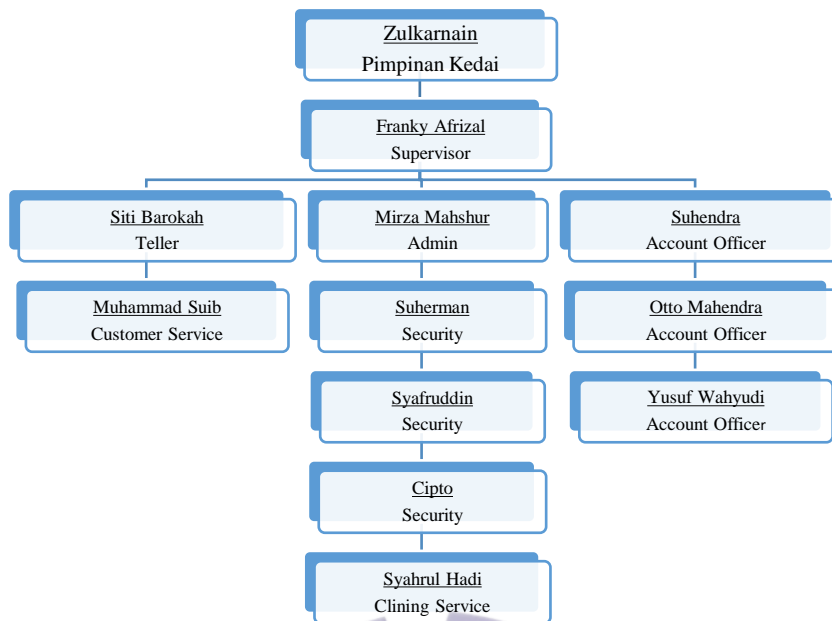 Zulkarnain
Pimpinan Kedai
Franky Afrizal
Supervisor
Siti Barokah
Teller
Mirza Mahshur
Admin
Suhendra
Account Officer
Muhammad Suib
Customer Service
Suherman
Security
Otto Mahendra
Account Officer
Syafruddin
Security
Yusuf Wahyudi
Account Officer
Cipto
Security
Syahrul Hadi
Clining Service